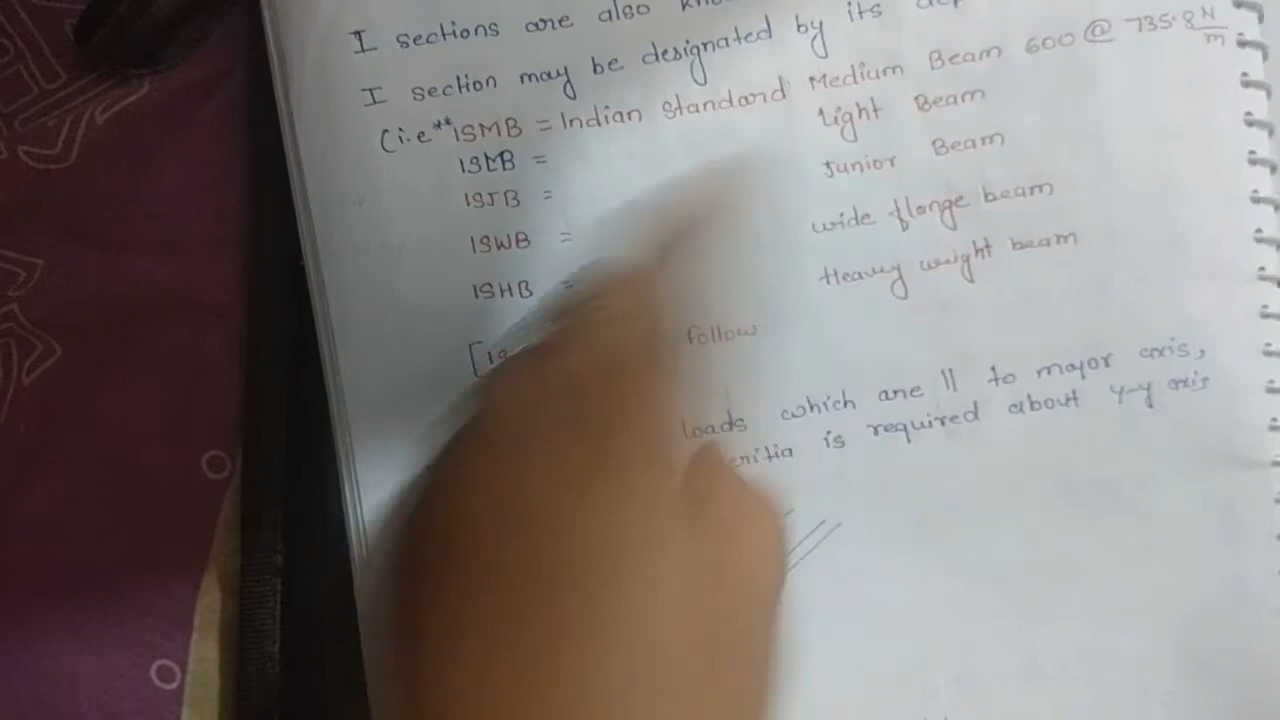 I sections are also
I section may be designated by its
(i.e** ISMB = Indian Standard Medium Beam 600 @ 735.8 N/m
ISLB = Light Beam
ISJB = Junior Beam
ISWB = wide flange beam
ISHB = Heavy weight beam
follow
loads which are || to major axis,
is required about y-y axis